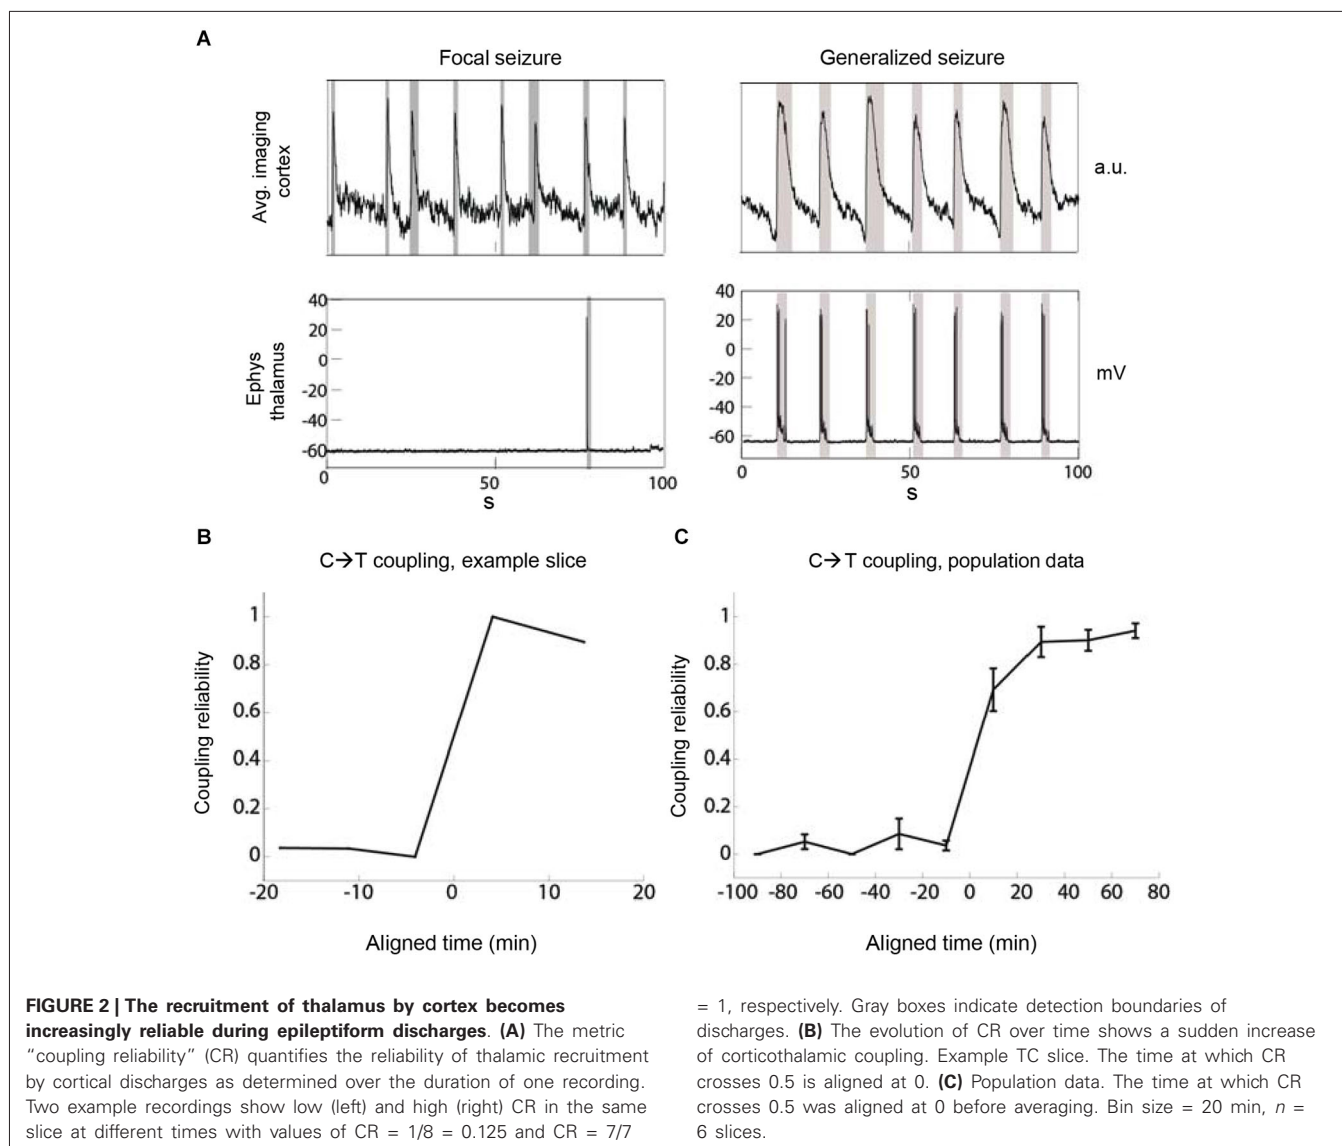 A
Focal seizure
Generalized seizure
Avg. imaging
cortex
a.u.
Ephys
thalamus
40
20
0
-20
-40
-60
0
50
100
s
40
20
0
-20
-40
-60
0
50
100
s
mV
B
C→T coupling, example slice
Coupling reliability
1
0.8
0.6
0.4
0.2
0
-20
-10
0
10
20
Aligned time (min)
C
C→T coupling, population data
Coupling reliability
1
0.8
0.6
0.4
0.2
0
-100 -80 -60 -40 -20 0 20 40 60 80
Aligned time (min)
FIGURE 2 | The recruitment of thalamus by cortex becomes
increasingly reliable during epileptiform discharges. (A) The metric
“coupling reliability” (CR) quantifies the reliability of thalamic recruitment
by cortical discharges as determined over the duration of one recording.
Two example recordings show low (left) and high (right) CR in the same
slice at different times with values of CR = 1/8 = 0.125 and CR = 7/7
= 1, respectively. Gray boxes indicate detection boundaries of
discharges. (B) The evolution of CR over time shows a sudden increase
of corticothalamic coupling. Example TC slice. The time at which CR
crosses 0.5 is aligned at 0. (C) Population data. The time at which CR
crosses 0.5 was aligned at 0 before averaging. Bin size = 20 min, n =
6 slices.